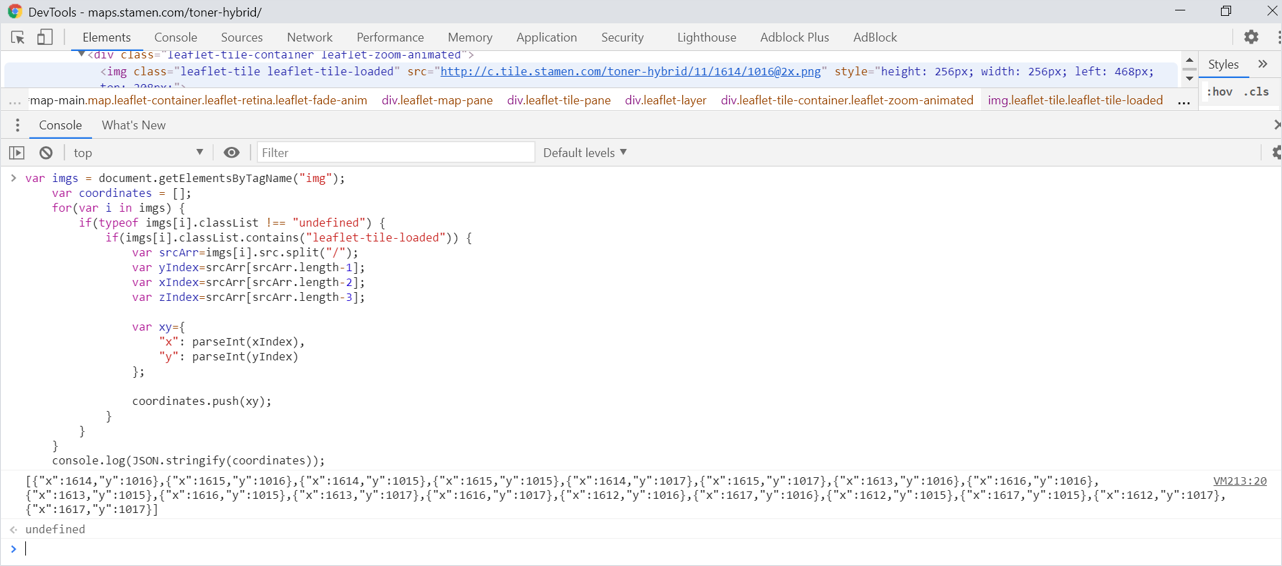 DevTools - maps.stamen.com/toner-hybrid/
Elements Console Sources Network Performance Memory Application Security Lighthouse Adblock Plus AdBlock
<div class="leaflet-tile-container leaflet-zoom-animated">
<img class="leaflet-tile leaflet-tile-loaded" src="http://c.tile.stamen.com/toner-hybrid/11/1614/1016@2x.png" style="height: 256px; width: 256px; left: 468px;
top: 208px;">
Styles »
... map-main.map.leaflet-container.leaflet-retina.leaflet-fade-anim div.leaflet-map-pane div.leaflet-tile-pane div.leaflet-layer div.leaflet-tile-container.leaflet-zoom-animated img.leaflet-tile.leaflet-tile-loaded ...
:hov .cls
Console What's New
top Filter Default levels
> var imgs = document.getElementsByTagName("img");
var coordinates = [];
for(var i in imgs) {
if(typeof imgs[i].classList !== "undefined") {
if(imgs[i].classList.contains("leaflet-tile-loaded")) {
var srcArr=imgs[i].src.split("/");
var yIndex=srcArr[srcArr.length-1];
var xIndex=srcArr[srcArr.length-2];
var zIndex=srcArr[srcArr.length-3];
var xy={
"x": parseInt(xIndex),
"y": parseInt(yIndex)
};
coordinates.push(xy);
}
}
}
console.log(JSON.stringify(coordinates));
[{"x":1614,"y":1016},{"x":1615,"y":1016},{"x":1614,"y":1015},{"x":1615,"y":1015},{"x":1614,"y":1017},{"x":1615,"y":1017},{"x":1613,"y":1016},{"x":1616,"y":1016}, VM213:20
{"x":1613,"y":1015},{"x":1616,"y":1015},{"x":1613,"y":1017},{"x":1616,"y":1017},{"x":1612,"y":1016},{"x":1617,"y":1016},{"x":1612,"y":1015},{"x":1617,"y":1015},{"x":1612,"y":1017},
{"x":1617,"y":1017}]
undefined
>